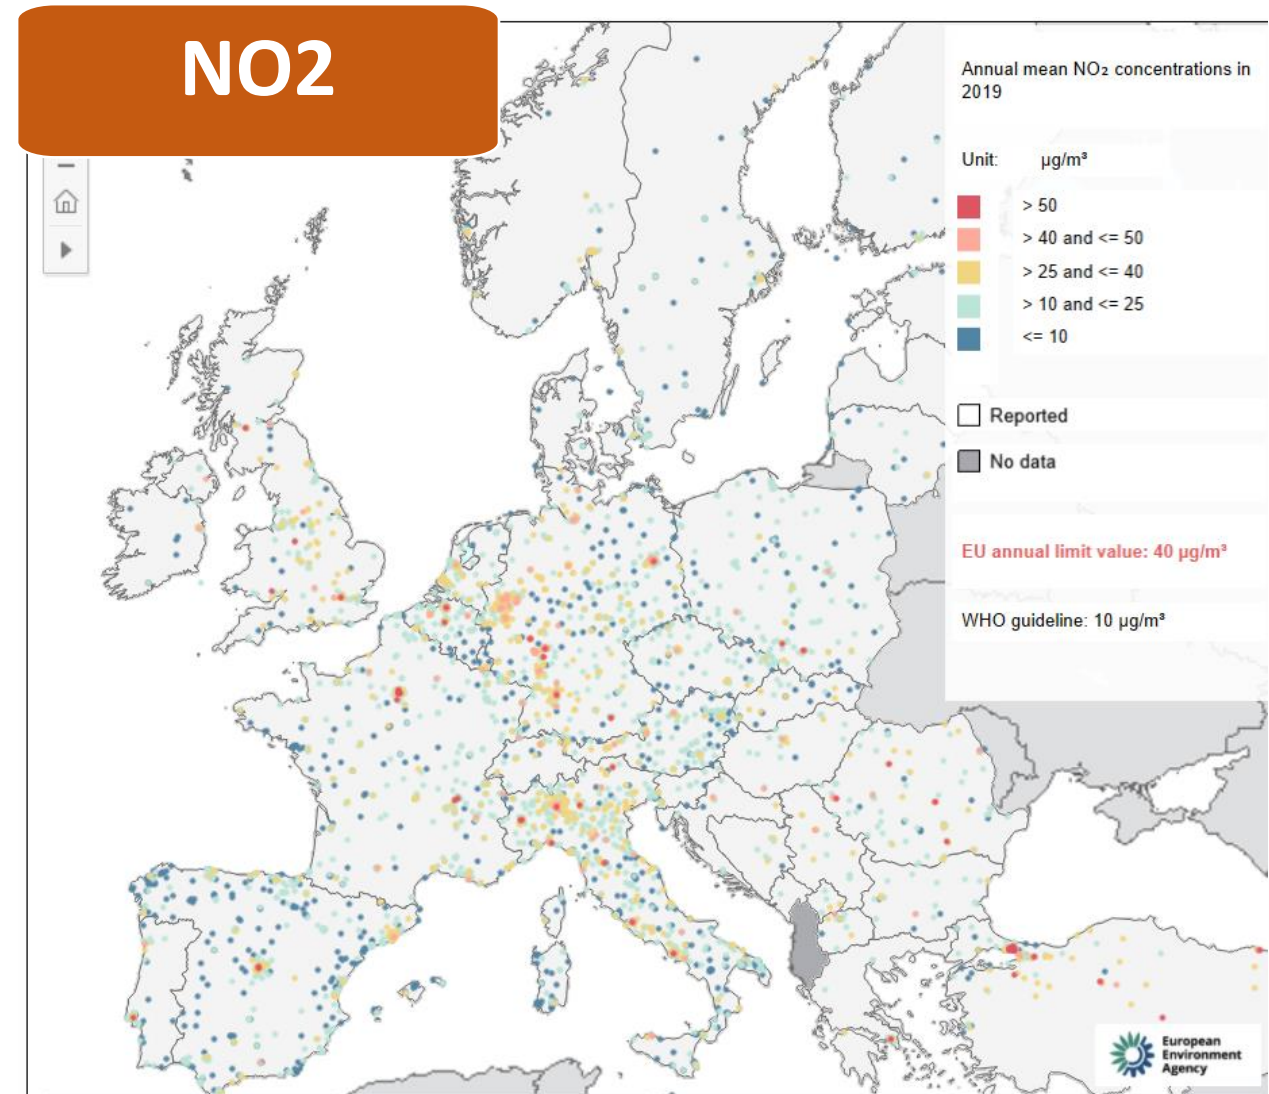 NO2
Annual mean NO₂ concentrations in
2019
Unit: µg/m³
> 50
> 40 and <= 50
> 25 and <= 40
> 10 and <= 25
<= 10
Reported
No data
EU annual limit value: 40 µg/m³
WHO guideline: 10 µg/m³
European
Environment
Agency